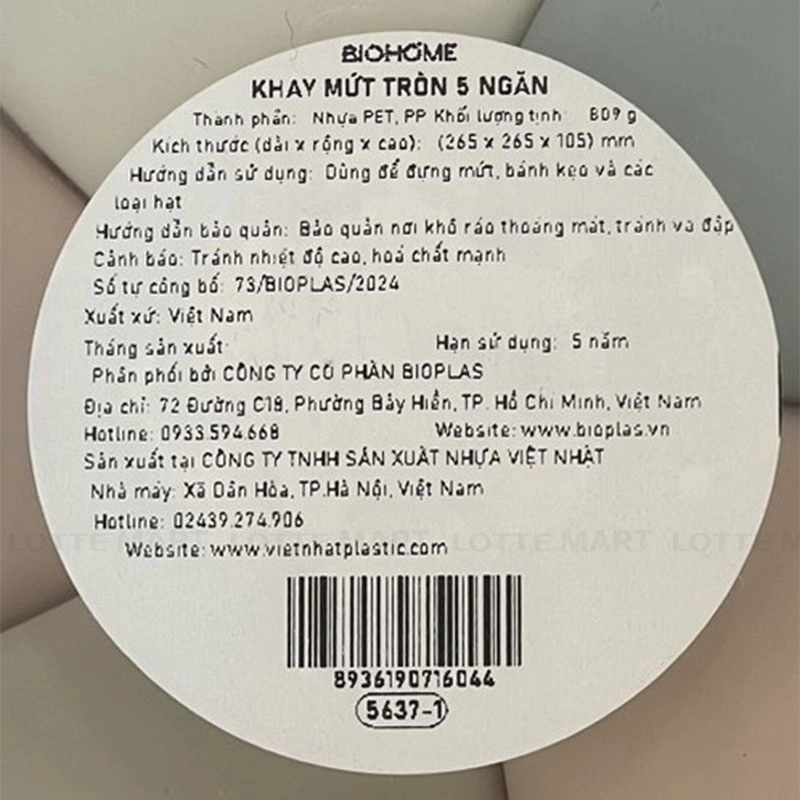 BIOHOME
KHAY MỨT TRÒN 5 NGĂN
Thành phần: Nhựa PET, PP Khối lượng tịnh: 809 g
Kích thước (dài x rộng x cao): (265 x 265 x 105) mm
Hướng dẫn sử dụng: Dùng để đựng mứt, bánh kẹo và các
loại hạt
Hướng dẫn bảo quản: Bảo quản nơi khô ráo thoáng mát, tránh va đập
Cảnh báo: Tránh nhiệt độ cao, hoá chất mạnh
Số tự công bố: 73/BIOPLAS/2024
Xuất xứ: Việt Nam
Tháng sản xuất: Hạn sử dụng: 5 năm
Phân phối bởi CÔNG TY CỔ PHẦN BIOPLAS
Địa chỉ: 72 Đường C18, Phường Bảy Hiền, TP. Hồ Chí Minh, Việt Nam
Hotline: 0933.594.668 Website: www.bioplas.vn
Sản xuất tại CÔNG TY TNHH SẢN XUẤT NHỰA VIỆT NHẬT
Nhà máy: Xã Dân Hòa, TP.Hà Nội, Việt Nam
Hotline: 02439.274.906
LOTTE MART LOTTE MART LOTTE MART LOTTE M
Website: www.vietnhatplastic.com
8936190716044
5637-1